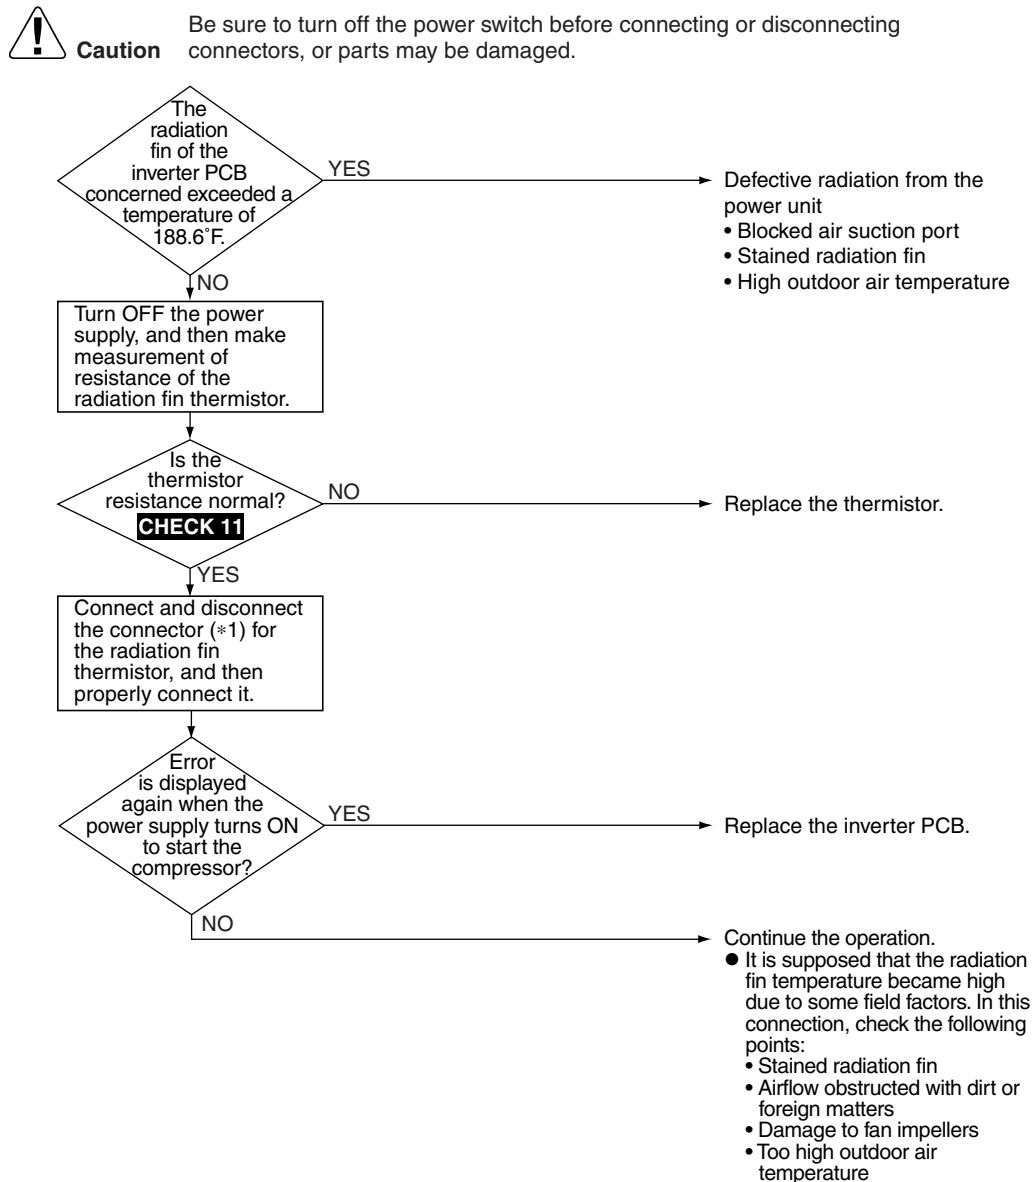 Be sure to turn off the power switch before connecting or disconnecting
Caution connectors, or parts may be damaged.
The
radiation
fin of the
inverter PCB
concerned exceeded a
temperature of
188.6˚F.
YES
Defective radiation from the
power unit
• Blocked air suction port
• Stained radiation fin
• High outdoor air temperature
NO
Turn OFF the power
supply, and then make
measurement of
resistance of the
radiation fin thermistor.
Is the
thermistor
resistance normal?
CHECK 11
NO
Replace the thermistor.
YES
Connect and disconnect
the connector (*1) for
the radiation fin
thermistor, and then
properly connect it.
Error
is displayed
again when the
power supply turns ON
to start the
compressor?
YES
Replace the inverter PCB.
NO
Continue the operation.
● It is supposed that the radiation
fin temperature became high
due to some field factors. In this
connection, check the following
points:
• Stained radiation fin
• Airflow obstructed with dirt or
foreign matters
• Damage to fan impellers
• Too high outdoor air
temperature